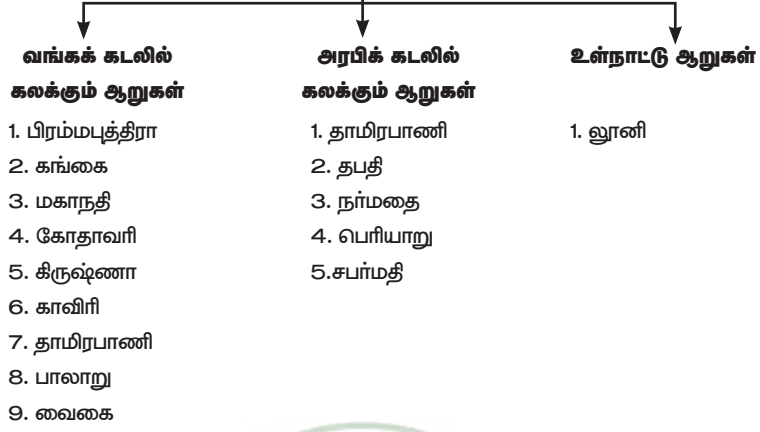 வங்கக் கடலில்
கலக்கும் ஆறுகள்
1. பிரம்மபுத்திரா
2. கங்கை
3. மகாநதி
4. கோதாவரி
5. கிருஷ்ணா
6. காவிரி
7. தாமிரபாணி
8. பாலாறு
9. வைகை
அரபிக் கடலில்
கலக்கும் ஆறுகள்
1. தாமிரபாணி
2. தபதி
3. நர்மதை
4. பெரியாறு
5.சபர்மதி
உள்நாட்டு ஆறுகள்
1. லூனி